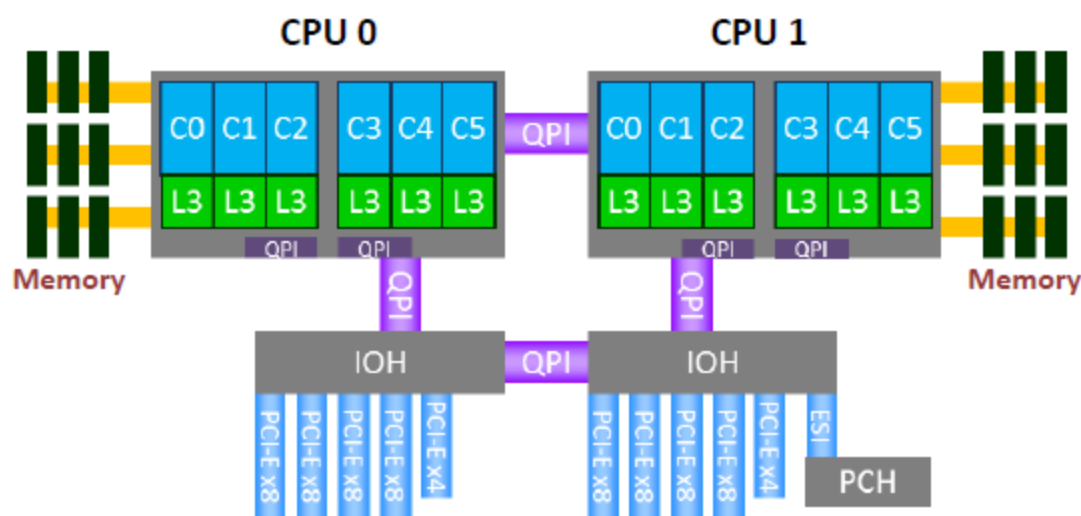 CPU 0 CPU 1
C0 C1 C2 C3 C4 C5 QPI C0 C1 C2 C3 C4 C5
L3 L3 L3 L3 L3 L3 L3 L3 L3 L3 L3 L3
QPI QPI QPI QPI
Memory Memory
QPI QPI
IOH QPI IOH
PCI-E x8 PCI-E x8 PCI-E x8 PCI-E x8 PCI-E x4 PCI-E x8 PCI-E x8 PCI-E x8 PCI-E x8 PCI-E x4 ESI
PCH